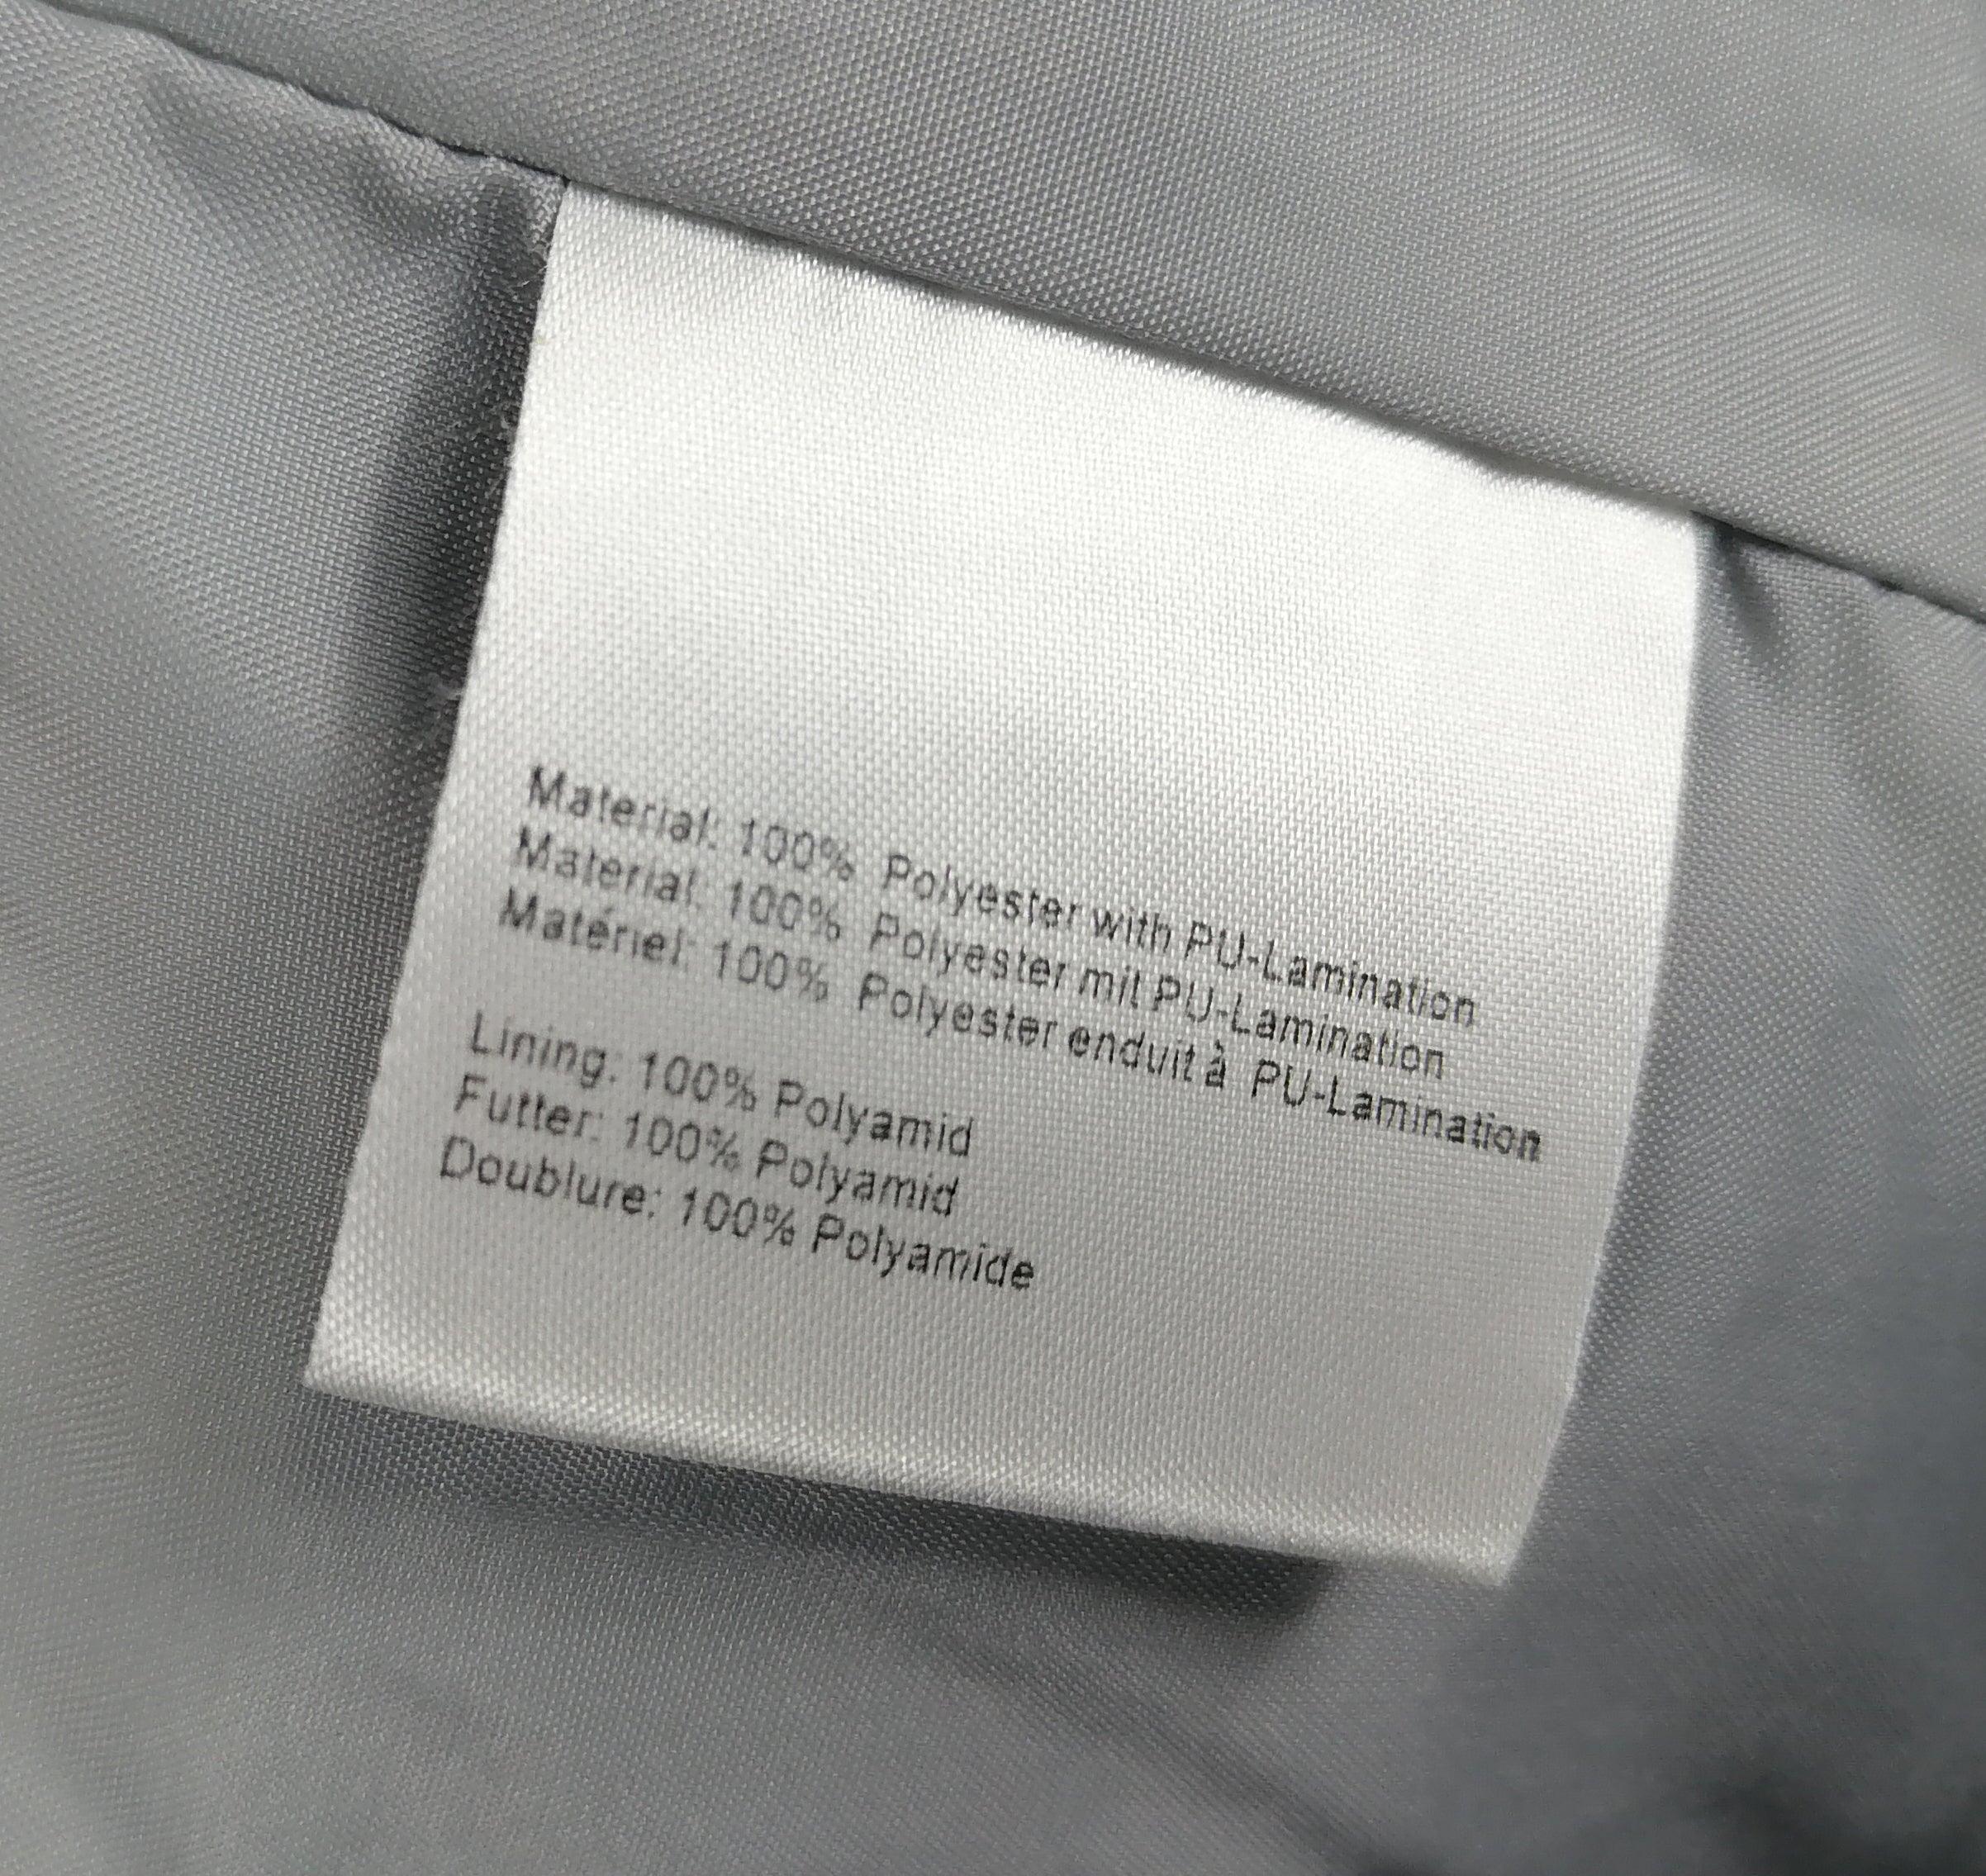 Material: 100% Polyester with PU-Lamination
Material: 100% Polyester mit PU-Lamination
Matériel: 100% Polyester enduit à PU-Lamination
Lining: 100% Polyamid
Futter: 100% Polyamid
Doublure: 100% Polyamide